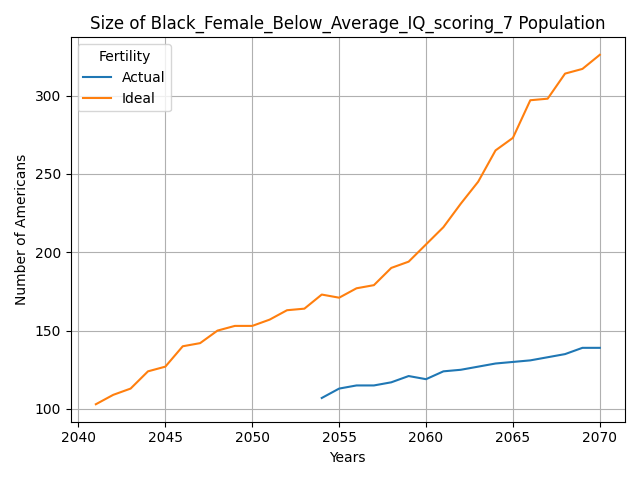 Size of Black_Female_Below_Average_IQ_scoring_7 Population
Fertility
Actual
Ideal
Number of Americans
300
250
200
150
100
2040 2045 2050 2055 2060 2065 2070
Years